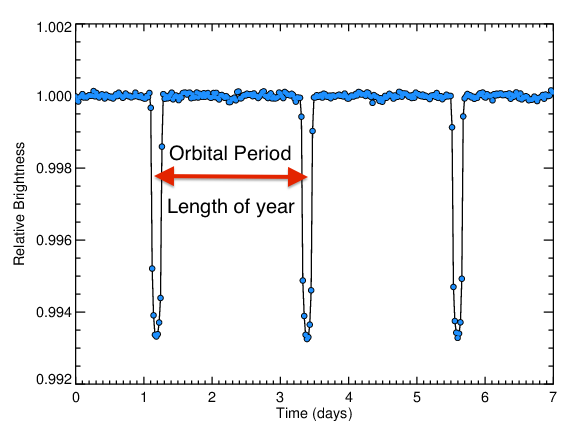 1.002
1.000
0.998
0.996
0.994
0.992
Relative Brightness
Orbital Period
Length of year
0 1 2 3 4 5 6 7
Time (days)